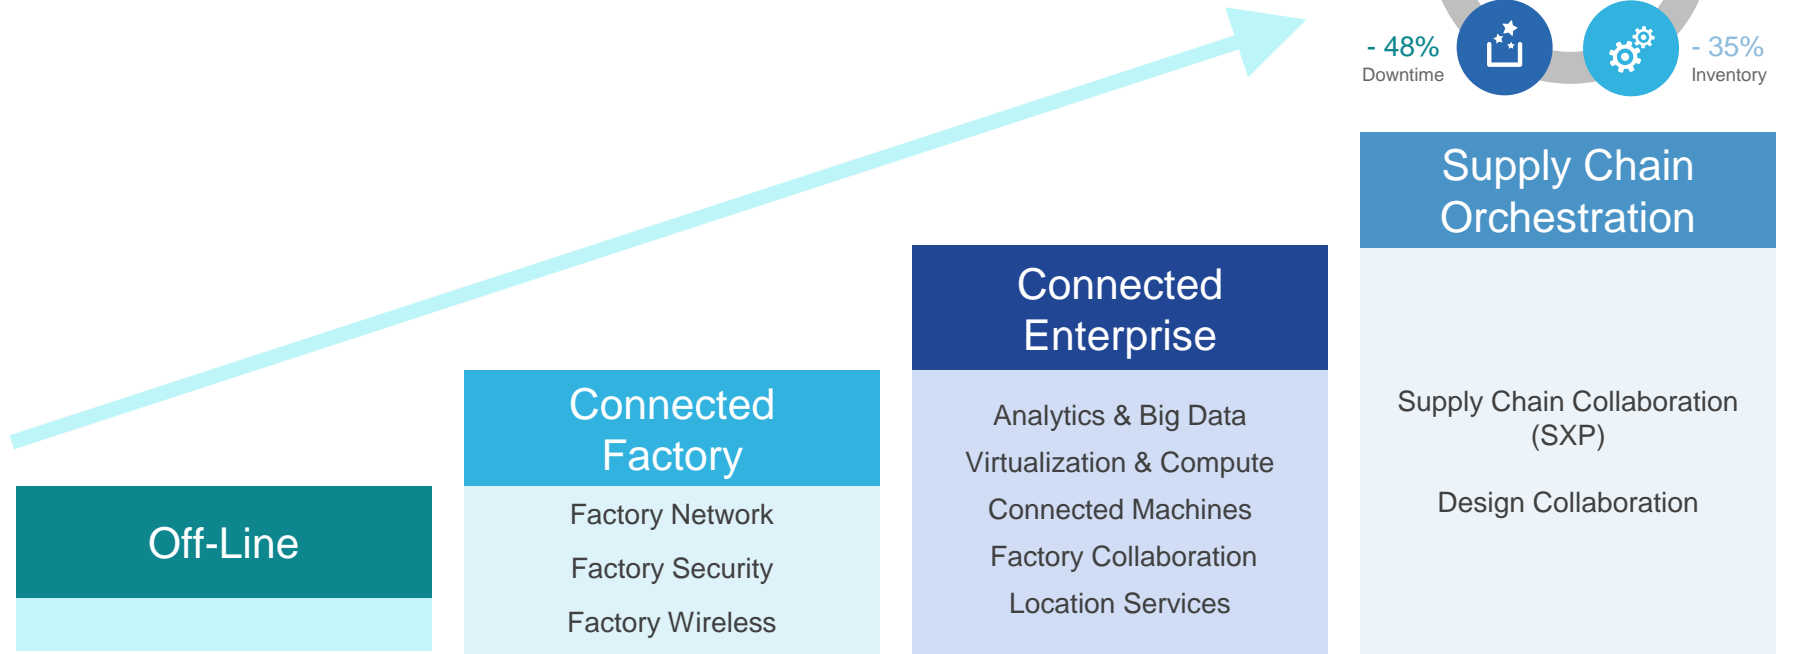 - 48%
Downtime
- 35%
Inventory
Supply Chain
Orchestration
Supply Chain Collaboration
(SXP)
Design Collaboration
Connected
Enterprise
Analytics & Big Data
Virtualization & Compute
Connected Machines
Factory Collaboration
Location Services
Connected
Factory
Factory Network
Factory Security
Factory Wireless
Off-Line